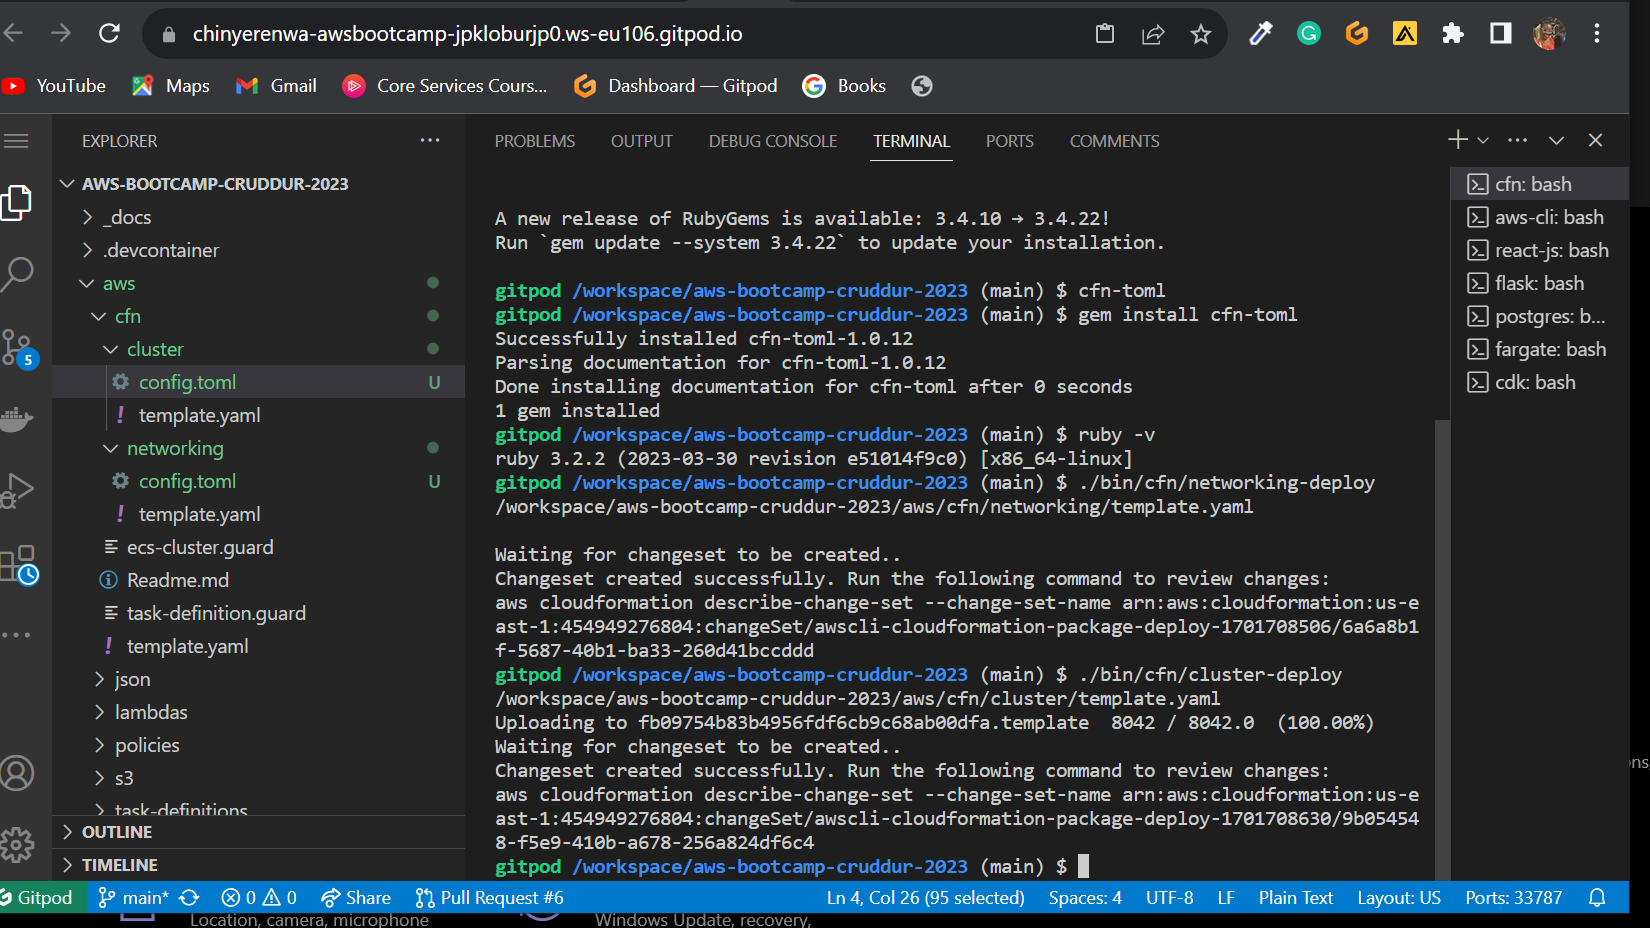 chinyerenwa-awsbootcamp-jpkloburjp0.ws-eu106.gitpod.io
YouTube Maps Gmail Core Services Cours... Dashboard — Gitpod Books
EXPLORER
AWS-BOOTCAMP-CRUDDUR-2023
_docs
.devcontainer
aws
cfn
cluster
config.toml U
template.yaml
networking
config.toml U
template.yaml
ecs-cluster.guard
Readme.md
task-definition.guard
template.yaml
json
lambdas
policies
s3
task-definitions
OUTLINE
TIMELINE
5
PROBLEMS OUTPUT DEBUG CONSOLE TERMINAL PORTS COMMENTS
A new release of RubyGems is available: 3.4.10 → 3.4.22!
Run `gem update --system 3.4.22` to update your installation.
gitpod /workspace/aws-bootcamp-cruddur-2023 (main) $ cfn-toml
gitpod /workspace/aws-bootcamp-cruddur-2023 (main) $ gem install cfn-toml
Successfully installed cfn-toml-1.0.12
Parsing documentation for cfn-toml-1.0.12
Done installing documentation for cfn-toml after 0 seconds
1 gem installed
gitpod /workspace/aws-bootcamp-cruddur-2023 (main) $ ruby -v
ruby 3.2.2 (2023-03-30 revision e51014f9c0) [x86_64-linux]
gitpod /workspace/aws-bootcamp-cruddur-2023 (main) $ ./bin/cfn/networking-deploy
/workspace/aws-bootcamp-cruddur-2023/aws/cfn/networking/template.yaml
Waiting for changeset to be created..
Changeset created successfully. Run the following command to review changes:
aws cloudformation describe-change-set --change-set-name arn:aws:cloudformation:us-e
ast-1:454949276804:changeSet/awscli-cloudformation-package-deploy-1701708506/6a6a8b1
f-5687-40b1-ba33-260d41bccddd
gitpod /workspace/aws-bootcamp-cruddur-2023 (main) $ ./bin/cfn/cluster-deploy
/workspace/aws-bootcamp-cruddur-2023/aws/cfn/cluster/template.yaml
Uploading to fb09754b83b4956fdf6cb9c68ab00dfa.template  8042 / 8042.0  (100.00%)
Waiting for changeset to be created..
Changeset created successfully. Run the following command to review changes:
aws cloudformation describe-change-set --change-set-name arn:aws:cloudformation:us-e
ast-1:454949276804:changeSet/awscli-cloudformation-package-deploy-1701708630/9b05454
8-f5e9-410b-a678-256a824df6c4
gitpod /workspace/aws-bootcamp-cruddur-2023 (main) $
cfn: bash
aws-cli: bash
react-js: bash
flask: bash
postgres: b...
fargate: bash
cdk: bash
Gitpod main* 0 0 Share Pull Request #6 Ln 4, Col 26 (95 selected) Spaces: 4 UTF-8 LF Plain Text Layout: US Ports: 33787
Location, camera, microphone Windows Update, recovery,